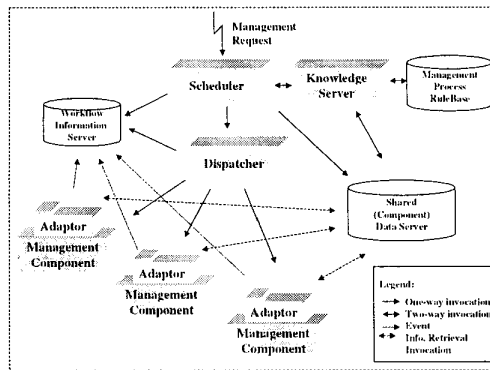 Management
Request
Scheduler
Knowledge
Server
Management
Process
RuleBase
Workflow
Information
Server
Dispatcher
Shared
(Component)
Data Server
Adaptor
Management
Component
Adaptor
Management
Component
Adaptor
Management
Component
Legend:
One-way invocation
Two-way invocation
Event
Info. Retrieval
Invocation